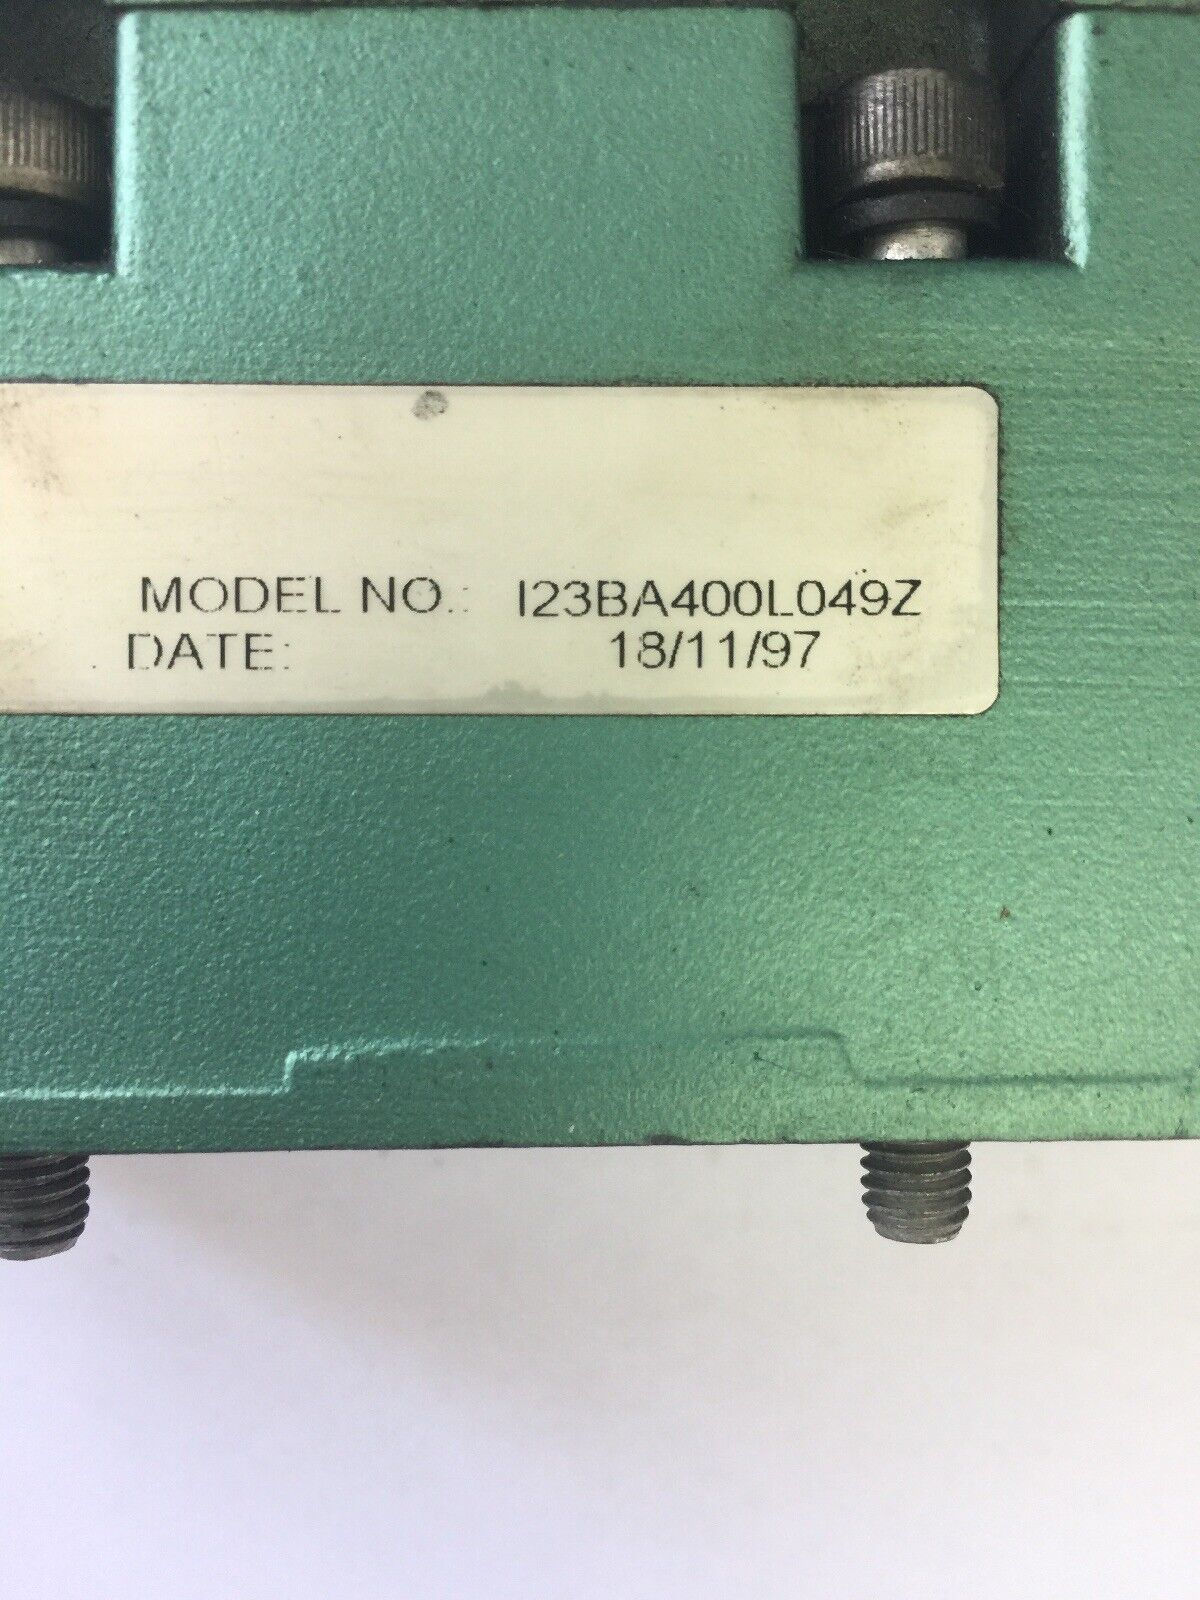 MODEL NO.: I23BA400L049Z
DATE: 18/11/97